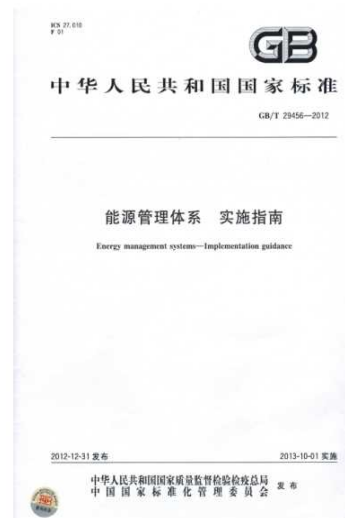 ICS 27.010
F 01
GB
中华人民共和国国家标准
GB/T 29456—2012
能源管理体系 实施指南
Energy management systems—Implementation guidance
2012-12-31 发布
2013-10-01 实施
中华人民共和国国家质量监督检验检疫总局
中国国家标准化管理委员会
发布